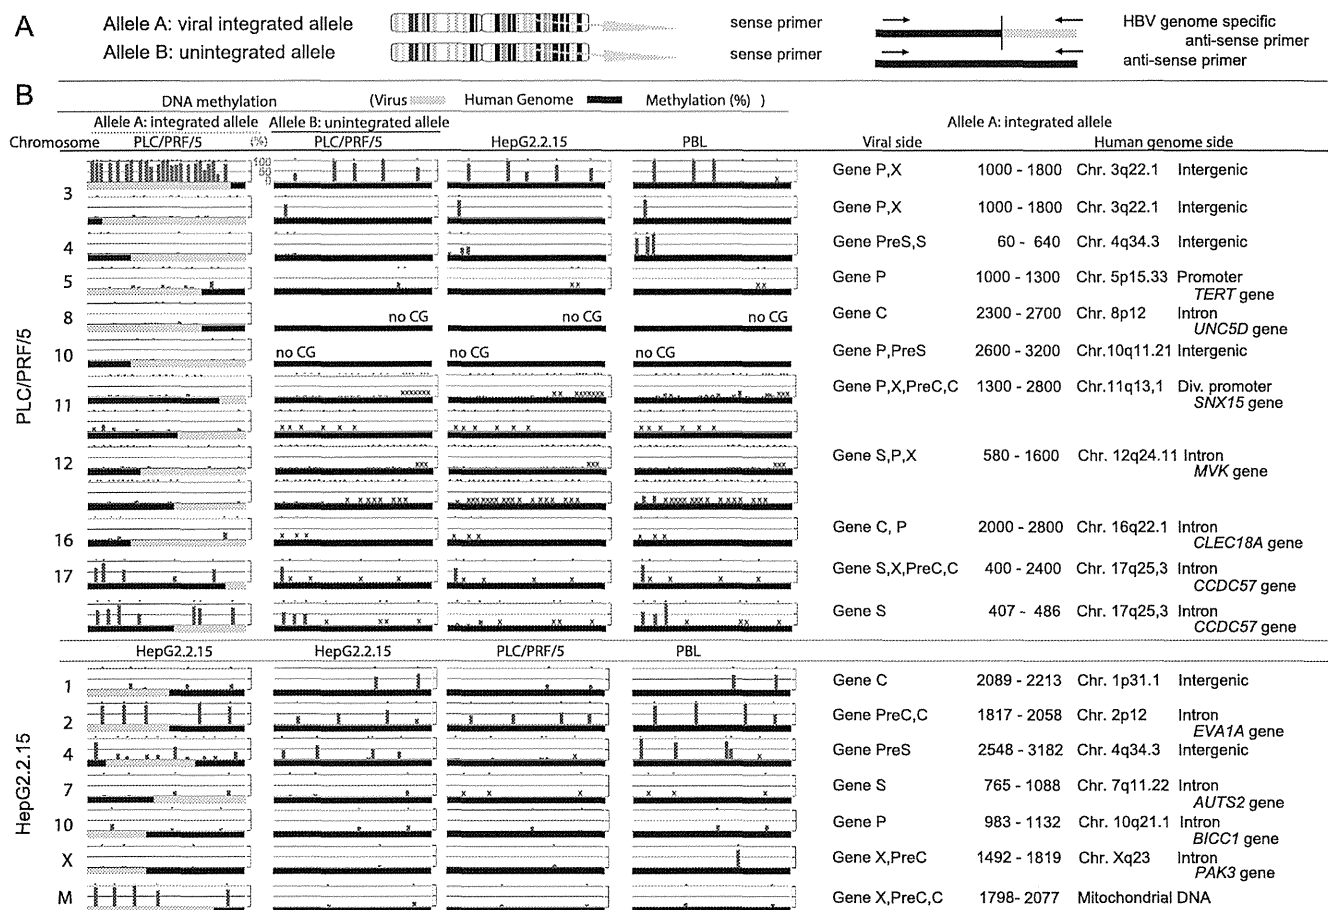 A
Allele A: viral integrated allele
sense primer
HBV genome specific
anti-sense primer
Allele B: unintegrated allele
sense primer
anti-sense primer
B
DNA methylation (Virus Human Genome Methylation (%) )
Allele A: integrated allele
Allele B: unintegrated allele
Allele A: integrated allele
Chromosome PLC/PRF/5 (%) PLC/PRF/5 HepG2.2.15 PBL Viral side Human genome side
PLC/PRF/5
3 Gene P,X 1000 - 1800 Chr. 3q22.1 Intergenic
Gene P,X 1000 - 1800 Chr. 3q22.1 Intergenic
4 Gene PreS,S 60 - 640 Chr. 4q34.3 Intergenic
5 Gene P 1000 - 1300 Chr. 5p15.33 Promoter
TERT gene
8 no CG no CG no CG Gene C 2300 - 2700 Chr. 8p12 Intron
UNC5D gene
10 no CG no CG no CG Gene P,PreS 2600 - 3200 Chr.10q11.21 Intergenic
11 Gene P,X,PreC,C 1300 - 2800 Chr.11q13,1 Div. promoter
SNX15 gene
12 Gene S,P,X 580 - 1600 Chr. 12q24.11 Intron
MVK gene
16 Gene C, P 2000 - 2800 Chr. 16q22.1 Intron
CLEC18A gene
17 Gene S,X,PreC,C 400 - 2400 Chr. 17q25,3 Intron
CCDC57 gene
Gene S 407 - 486 Chr. 17q25,3 Intron
CCDC57 gene
HepG2.2.15 HepG2.2.15 PLC/PRF/5 PBL
HepG2.2.15
1 Gene C 2089 - 2213 Chr. 1p31.1 Intergenic
2 Gene PreC,C 1817 - 2058 Chr. 2p12 Intron
EVA1A gene
4 Gene PreS 2548 - 3182 Chr. 4q34.3 Intergenic
7 Gene S 765 - 1088 Chr. 7q11.22 Intron
AUTS2 gene
10 Gene P 983 - 1132 Chr. 10q21.1 Intron
BICC1 gene
X Gene X,PreC 1492 - 1819 Chr. Xq23 Intron
PAK3 gene
M Gene X,PreC,C 1798- 2077 Mitochondrial DNA